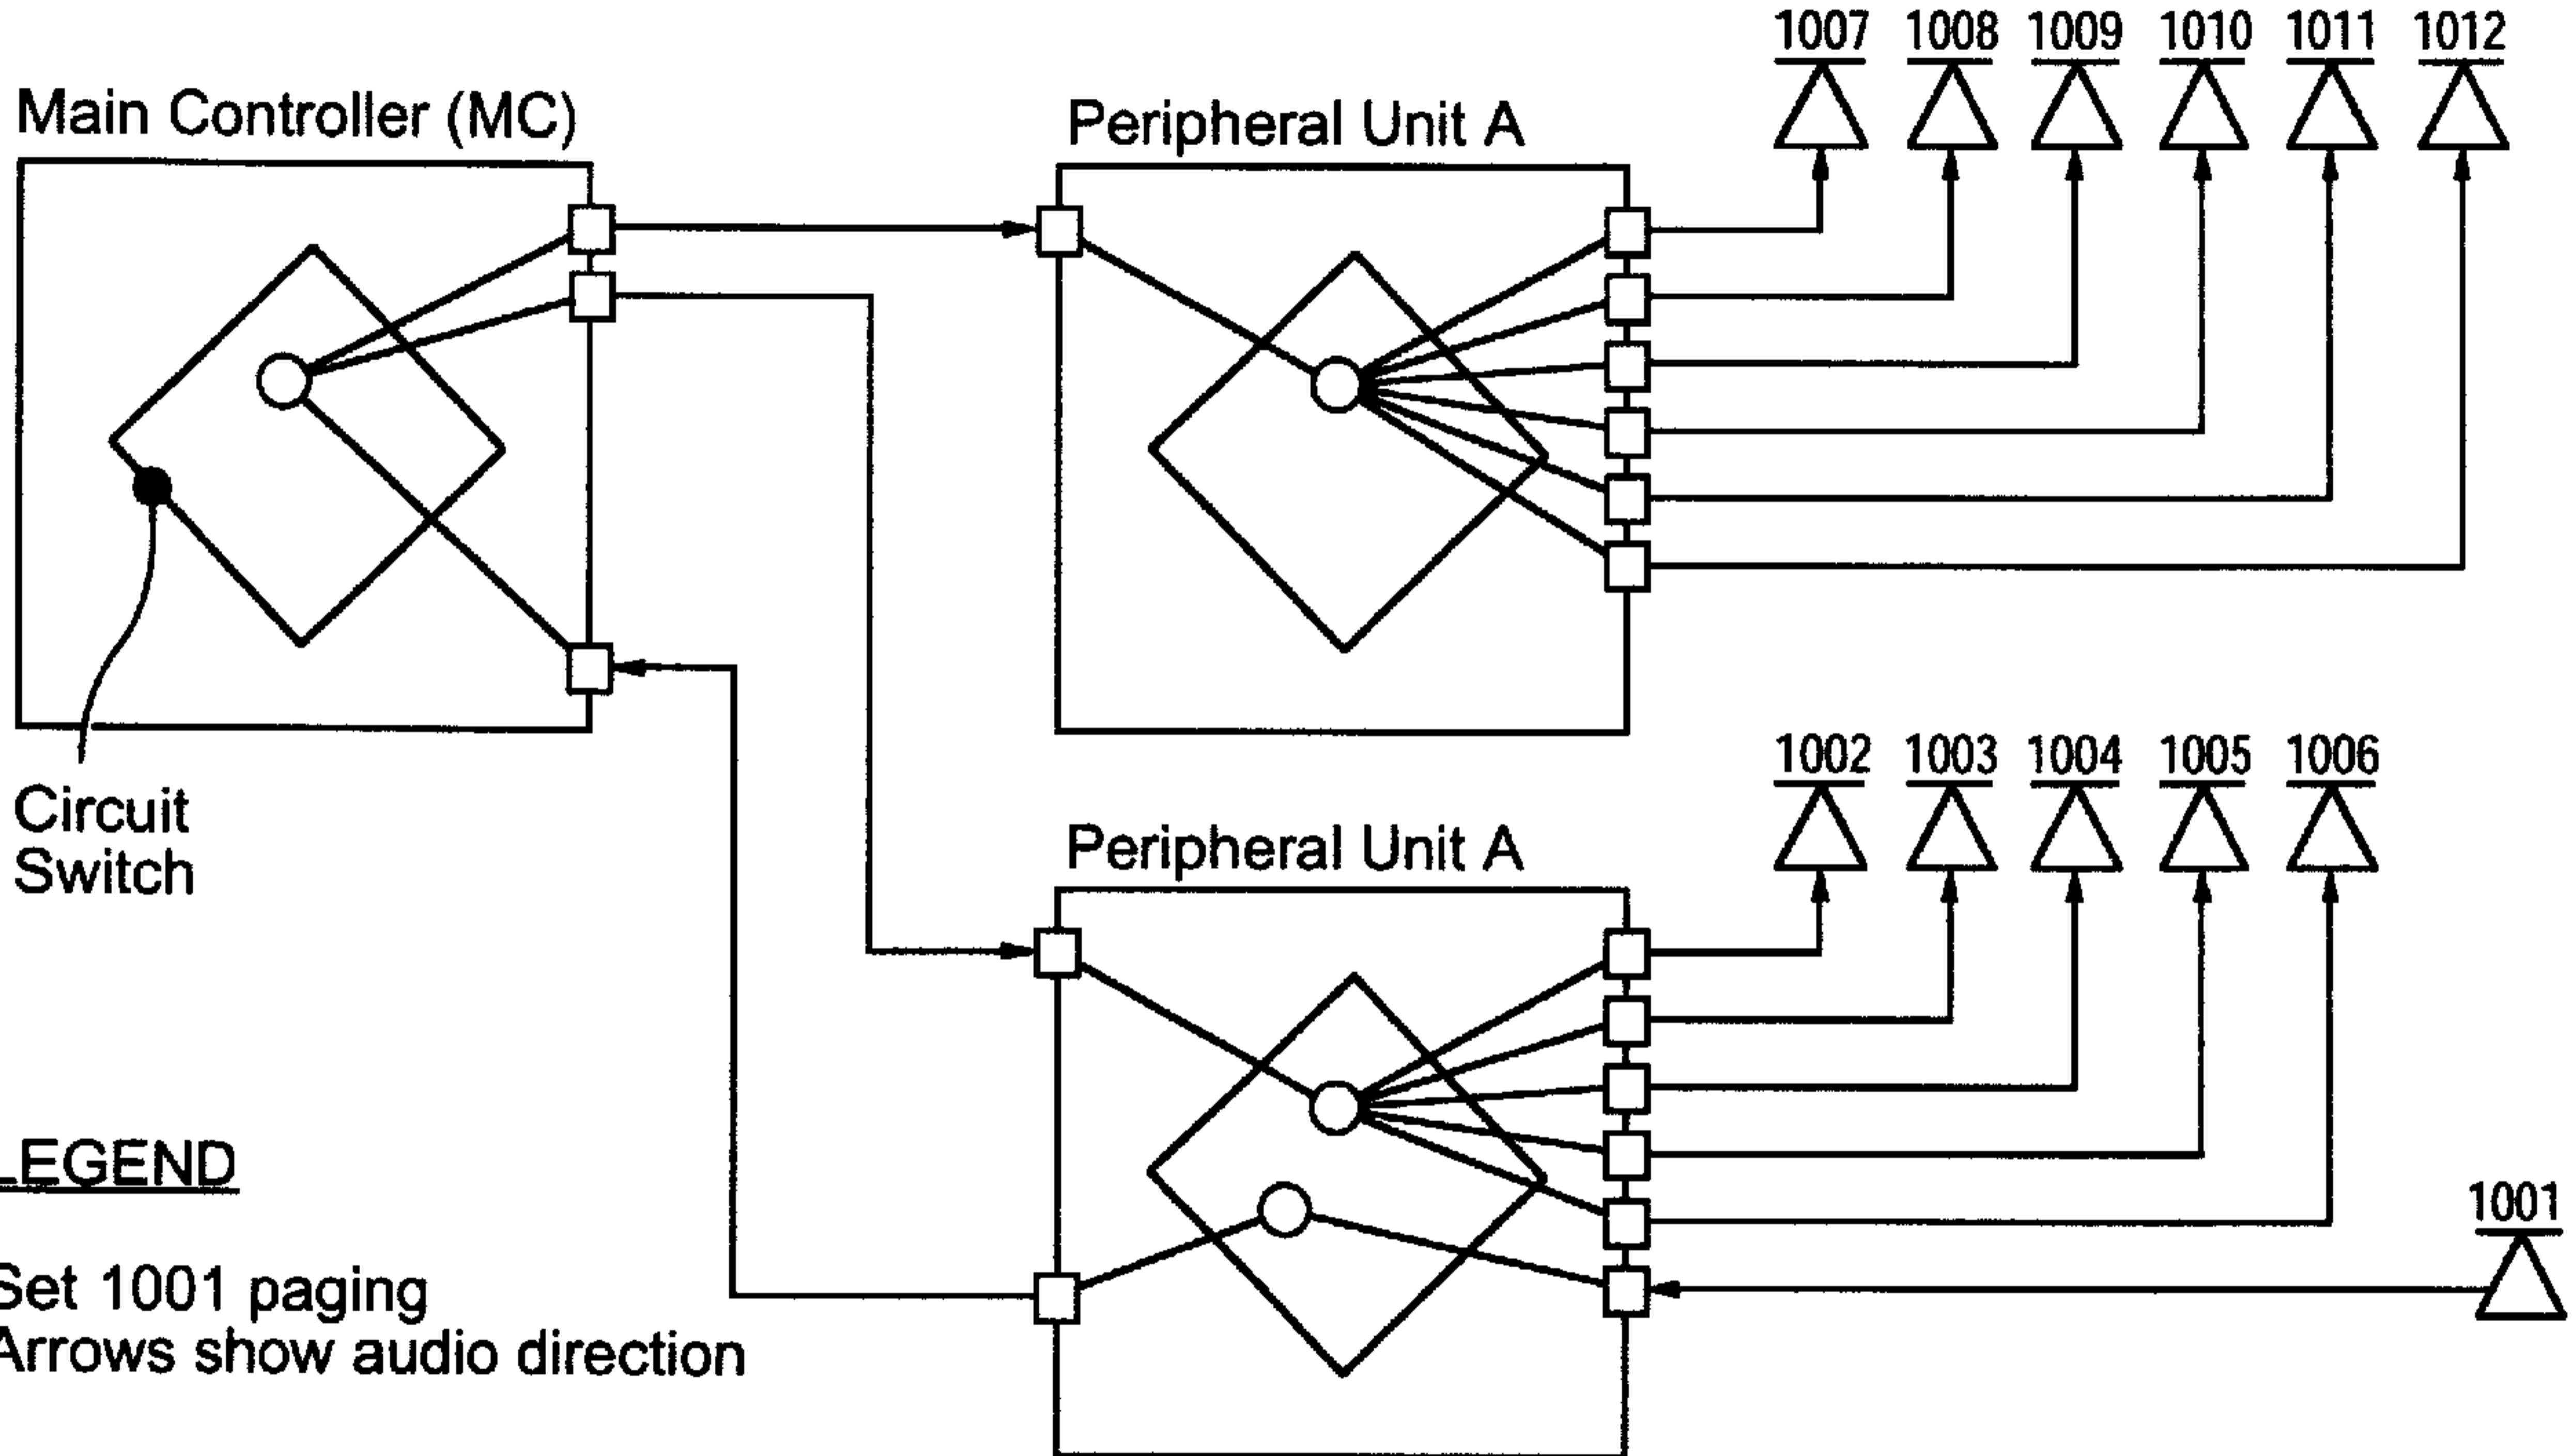 1007 1008 1009 1010 1011 1012
Main Controller (MC)
Peripheral Unit A
Circuit
Switch
1002 1003 1004 1005 1006
Peripheral Unit A
1001
LEGEND
Set 1001 paging
Arrows show audio direction